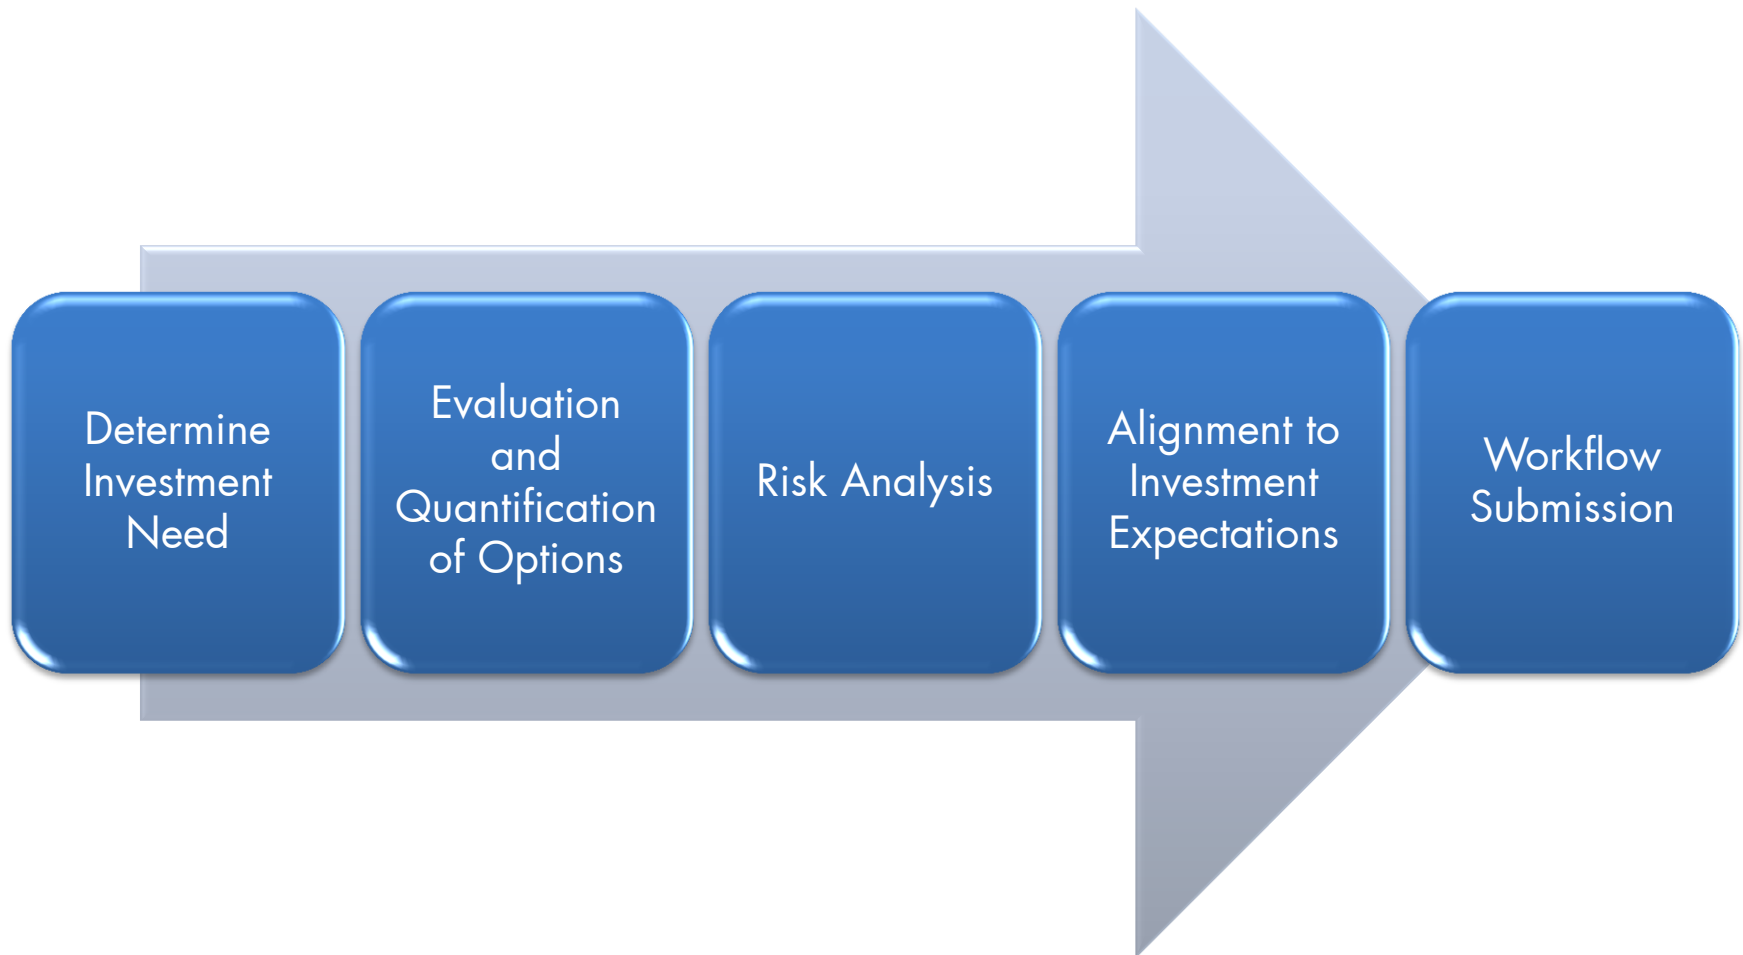 Determine
Investment
Need
Evaluation
and
Quantification
of Options
Risk Analysis
Alignment to
Investment
Expectations
Workflow
Submission